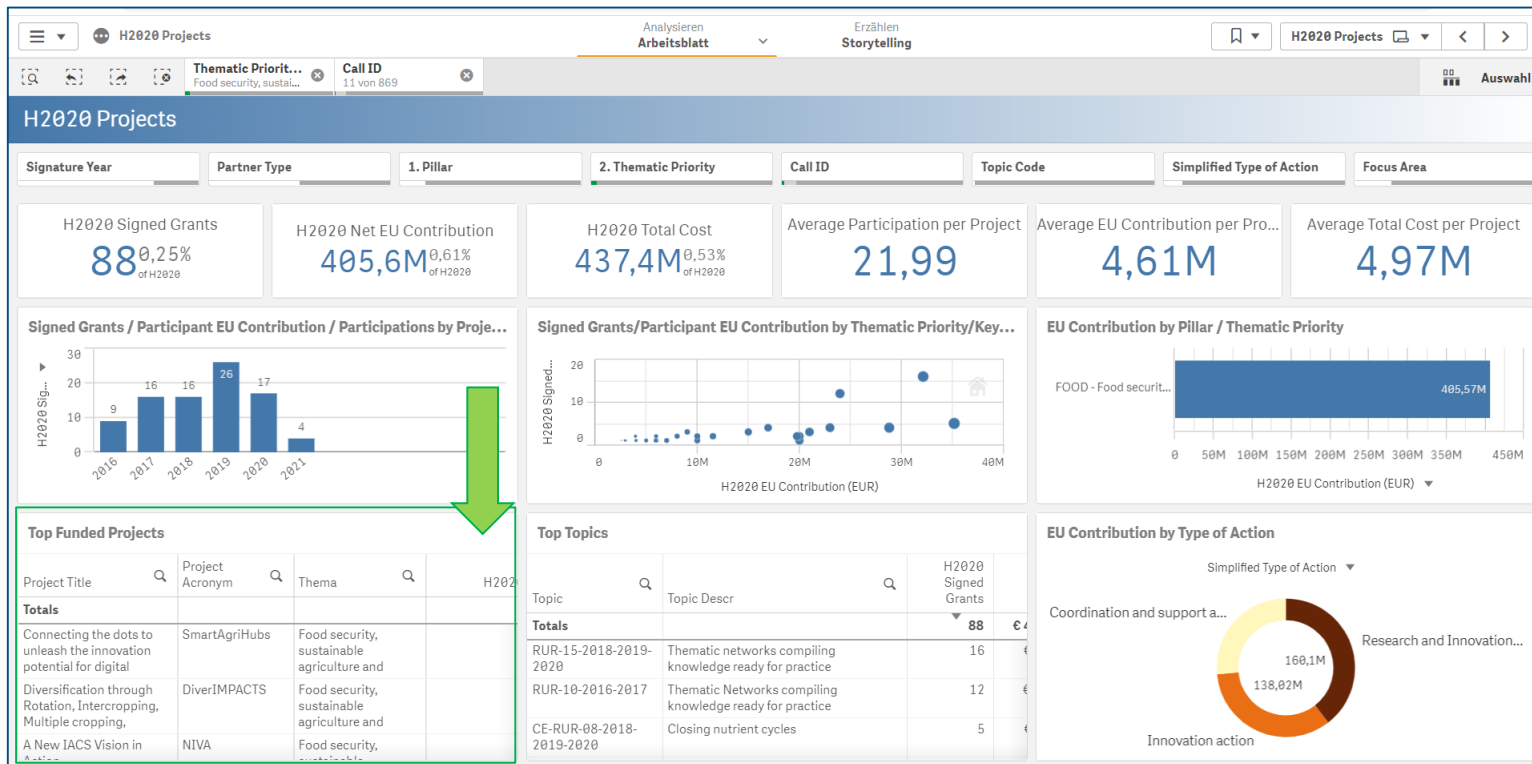 H2020 Projects
Analysieren
Arbeitsblatt
Erzählen
Storytelling
H2020 Projects
Thematic Priorit...
Food security, sustai...
Call ID
11 von 869
Auswahl
H2020 Projects
Signature Year
Partner Type
1. Pillar
2. Thematic Priority
Call ID
Topic Code
Simplified Type of Action
Focus Area
H2020 Signed Grants
88 0,25%
of H2020
H2020 Net EU Contribution
405,6M 0,61%
of H2020
H2020 Total Cost
437,4M 0,53%
of H2020
Average Participation per Project
21,99
Average EU Contribution per Pro...
4,61M
Average Total Cost per Project
4,97M
Signed Grants / Participant EU Contribution / Participations by Proje...
H2020 Sig...
30
20
10
0
9
16
16
26
17
4
2016
2017
2018
2019
2020
2021
Signed Grants/Participant EU Contribution by Thematic Priority/Key...
H2020 Signed...
20
10
0
0
10M
20M
30M
40M
H2020 EU Contribution (EUR)
EU Contribution by Pillar / Thematic Priority
FOOD - Food securit...
405,57M
0 50M 100M 150M 200M 250M 300M 350M 450M
H2020 EU Contribution (EUR)
Top Funded Projects
Project Title
Project
Acronym
Thema
H202
Totals
Connecting the dots to
unleash the innovation
potential for digital
SmartAgriHubs
Food security,
sustainable
agriculture and
Diversification through
Rotation, Intercropping,
Multiple cropping,
DiverIMPACTS
Food security,
sustainable
agriculture and
A New IACS Vision in
Action
NIVA
Food security,
sustainable
Top Topics
Topic
Topic Descr
H2020
Signed
Grants
Totals
88
€ 4
RUR-15-2018-2019-
2020
Thematic networks compiling
knowledge ready for practice
16
€
RUR-10-2016-2017
Thematic Networks compiling
knowledge ready for practice
12
€
CE-RUR-08-2018-
2019-2020
Closing nutrient cycles
5
€
EU Contribution by Type of Action
Simplified Type of Action
Coordination and support a...
Research and Innovation...
160,1M
138,02M
Innovation action